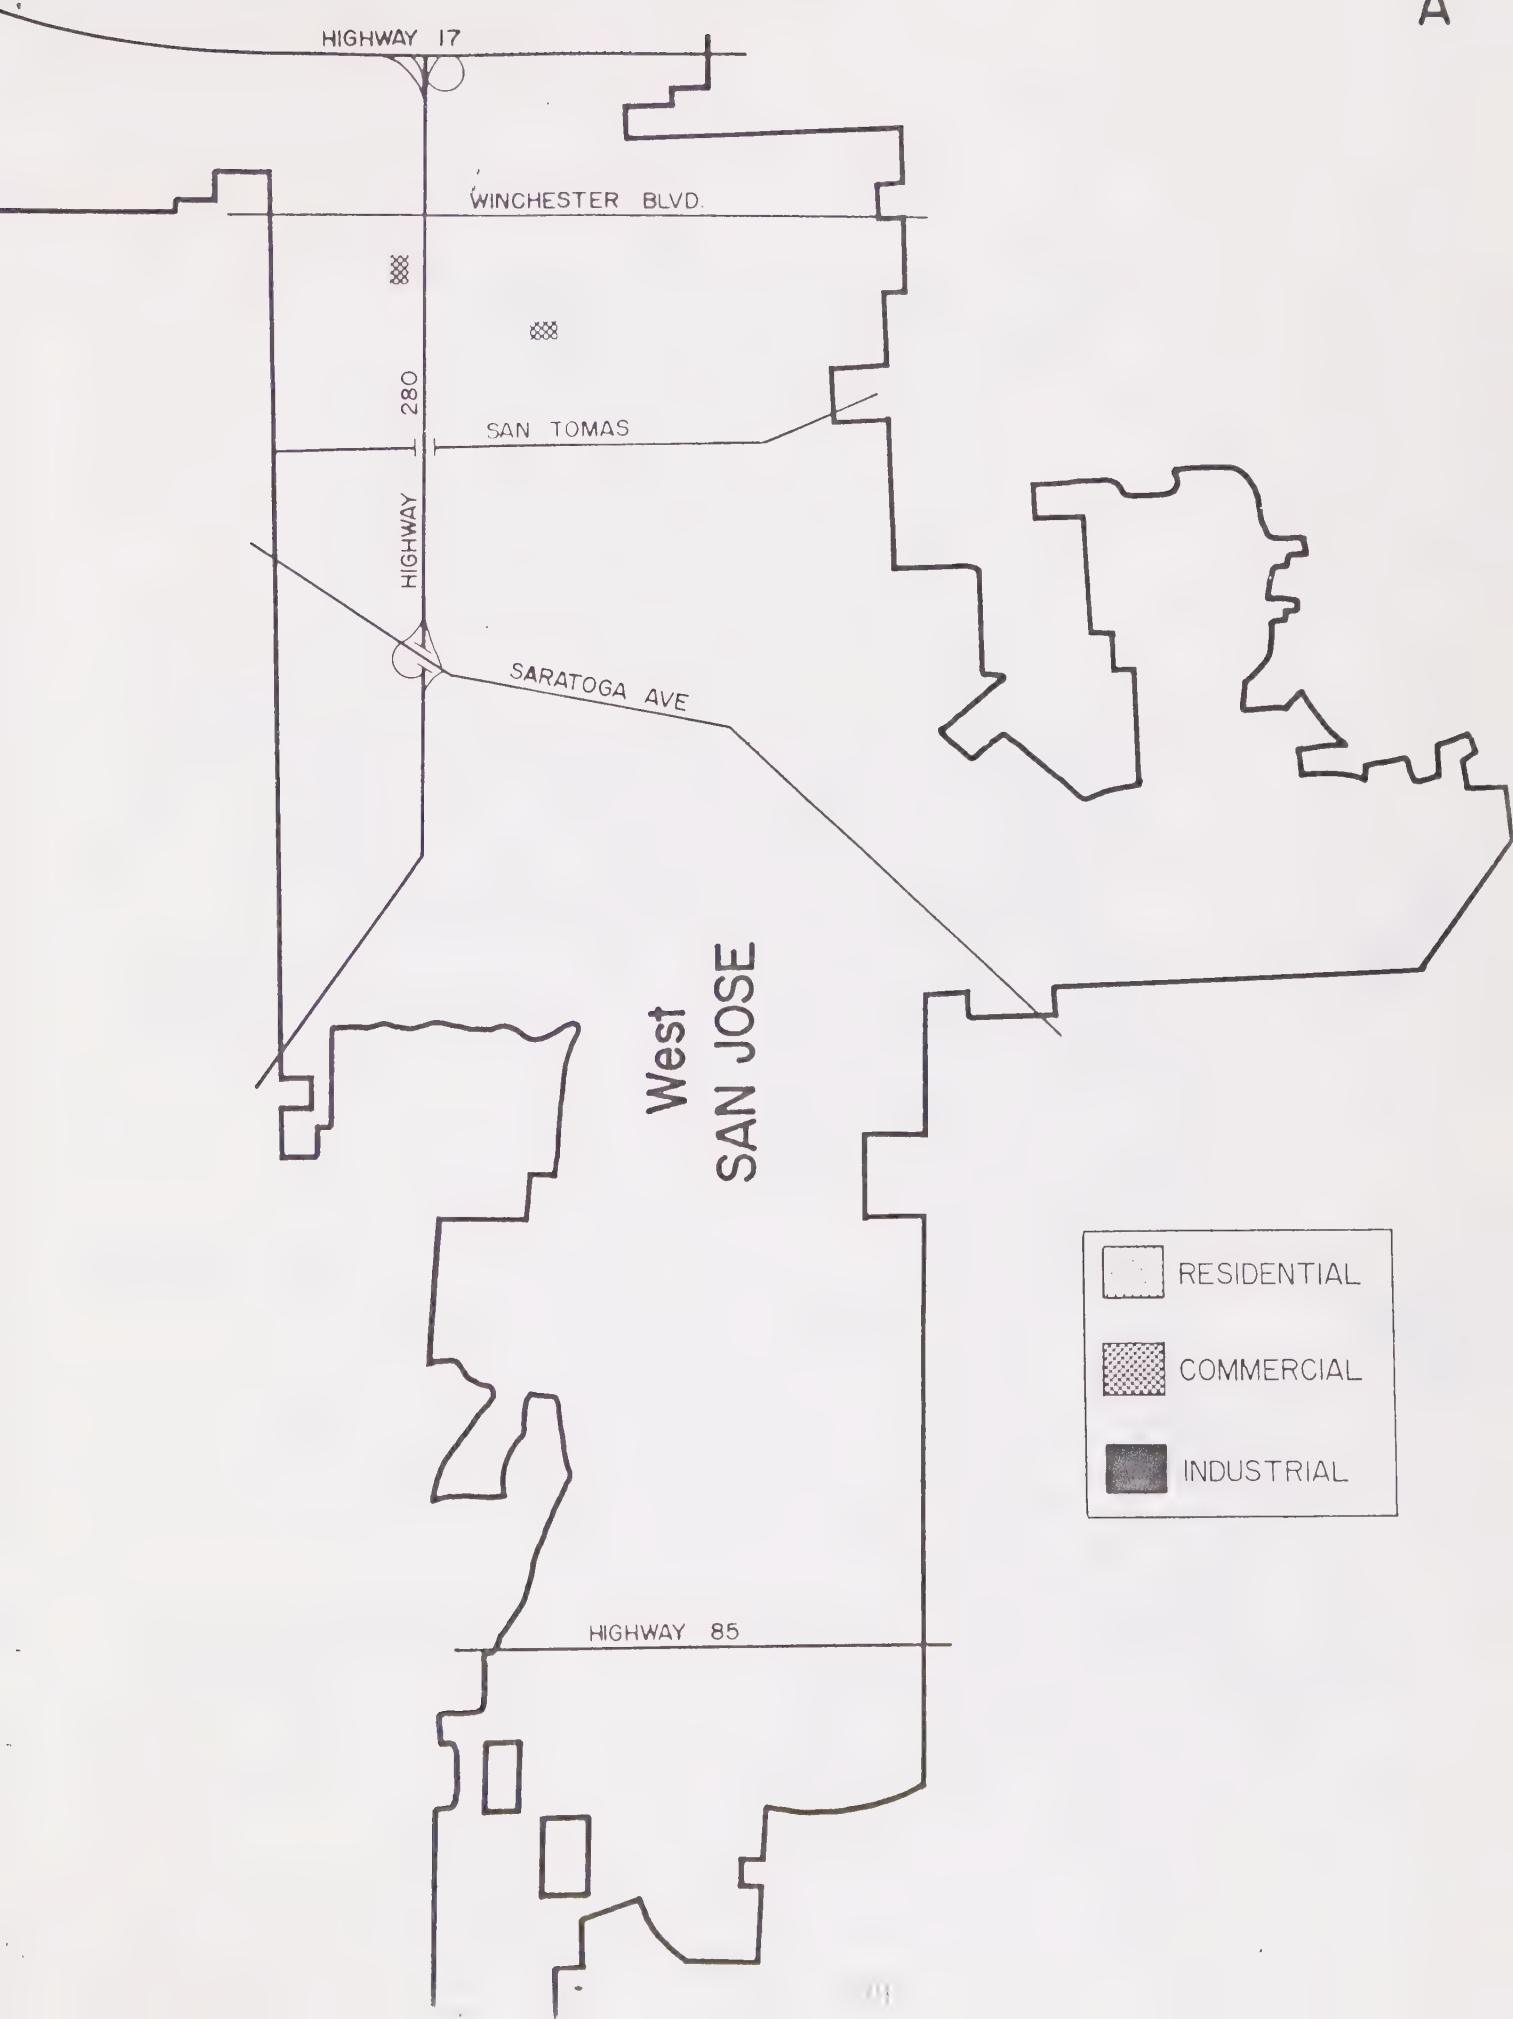 A
HIGHWAY 17
WINCHESTER BLVD.
HIGHWAY 280
SAN TOMAS
SARATOGA AVE
West
SAN JOSE
RESIDENTIAL
COMMERCIAL
INDUSTRIAL
HIGHWAY 85